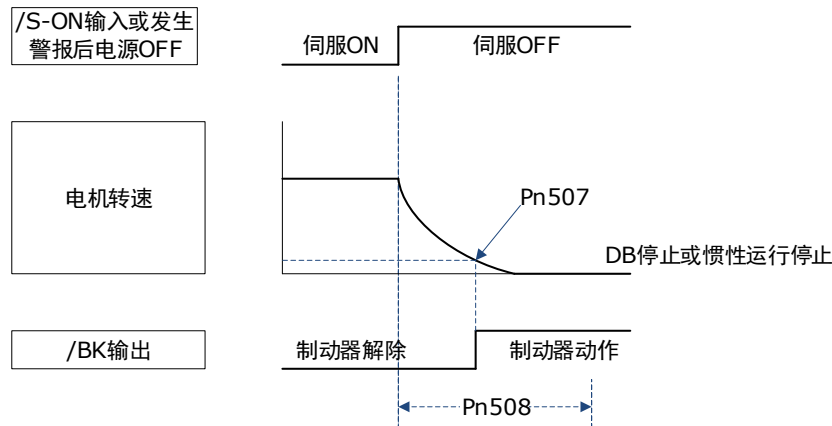 /S-ON输入或发生
警报后电源OFF
伺服ON
伺服OFF
电机转速
Pn507
DB停止或惯性运行停止
/BK输出
制动器解除
制动器动作
Pn508